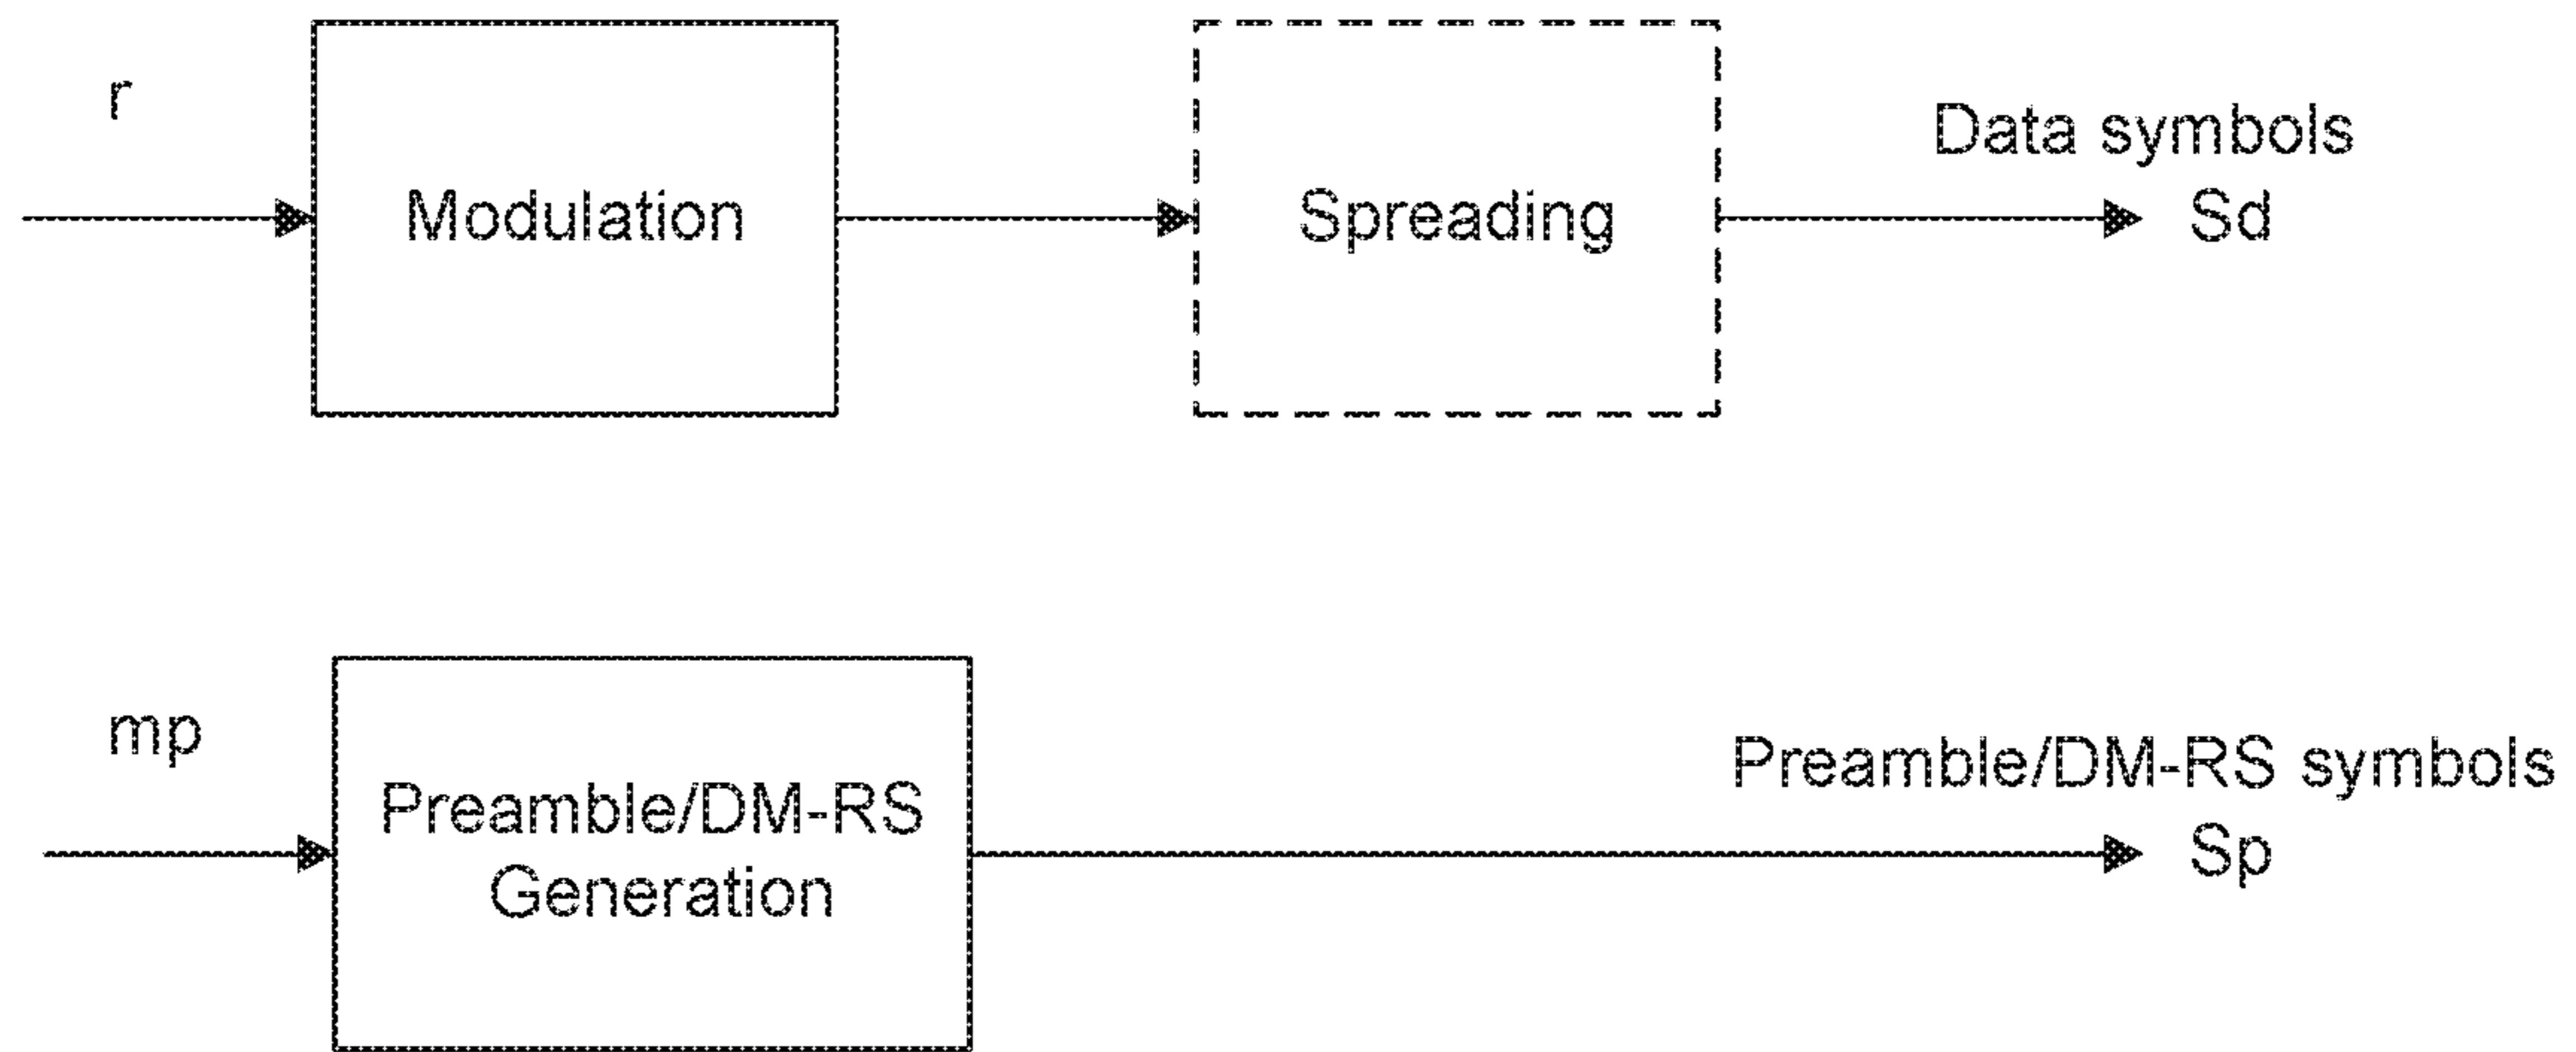 r
Modulation
Spreading
Data symbols
Sd
mp
Preamble/DM-RS
Generation
Preamble/DM-RS symbols
Sp